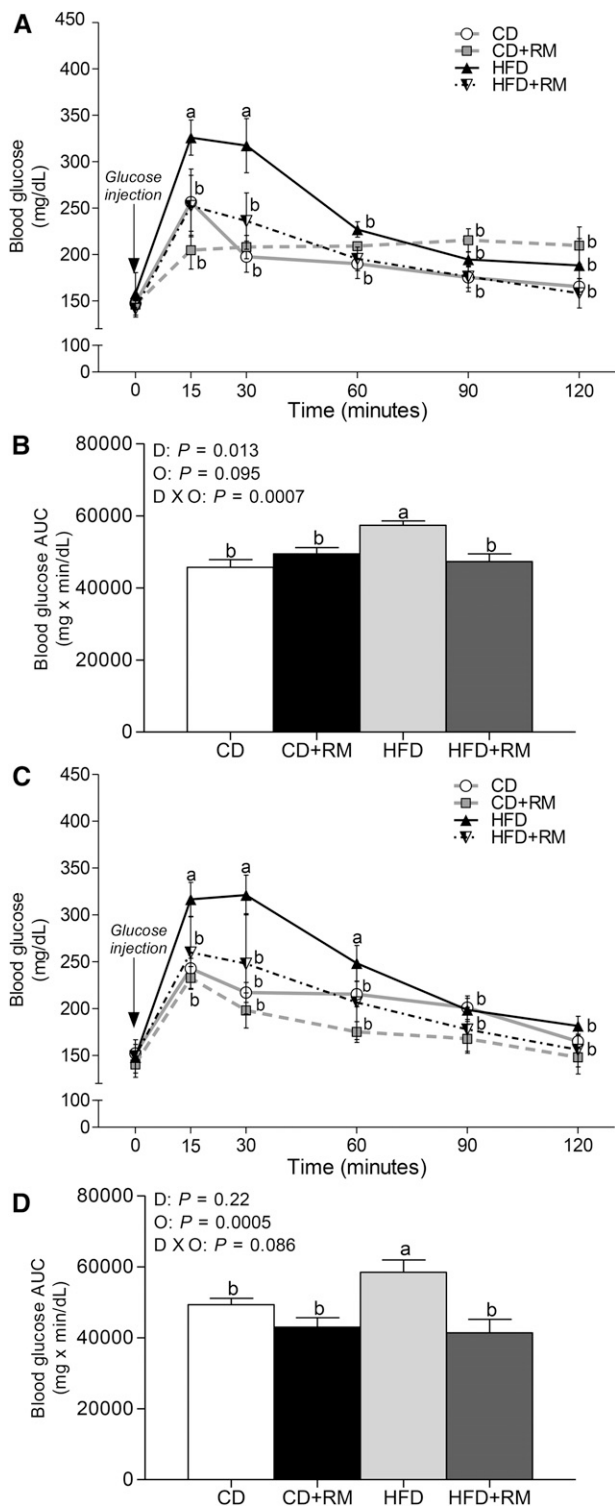 A
450
400
350
300
250
200
150
100
0
Blood glucose
(mg/dL)
Glucose
injection
CD
CD+RM
HFD
HFD+RM
a
a
b
b
b
b
b
b
b
b
b
b
b
b
b
0
15
30
60
90
120
Time (minutes)
B
80000
60000
40000
20000
0
Blood glucose AUC
(mg x min/dL)
D: P = 0.013
O: P = 0.095
D X O: P = 0.0007
b
b
a
b
CD
CD+RM
HFD
HFD+RM
C
450
400
350
300
250
200
150
100
0
Blood glucose
(mg/dL)
Glucose
injection
CD
CD+RM
HFD
HFD+RM
a
a
a
b
b
b
b
b
b
b
b
b
b
b
0
15
30
60
90
120
Time (minutes)
D
80000
60000
40000
20000
0
Blood glucose AUC
(mg x min/dL)
D: P = 0.22
O: P = 0.0005
D X O: P = 0.086
b
b
a
b
CD
CD+RM
HFD
HFD+RM